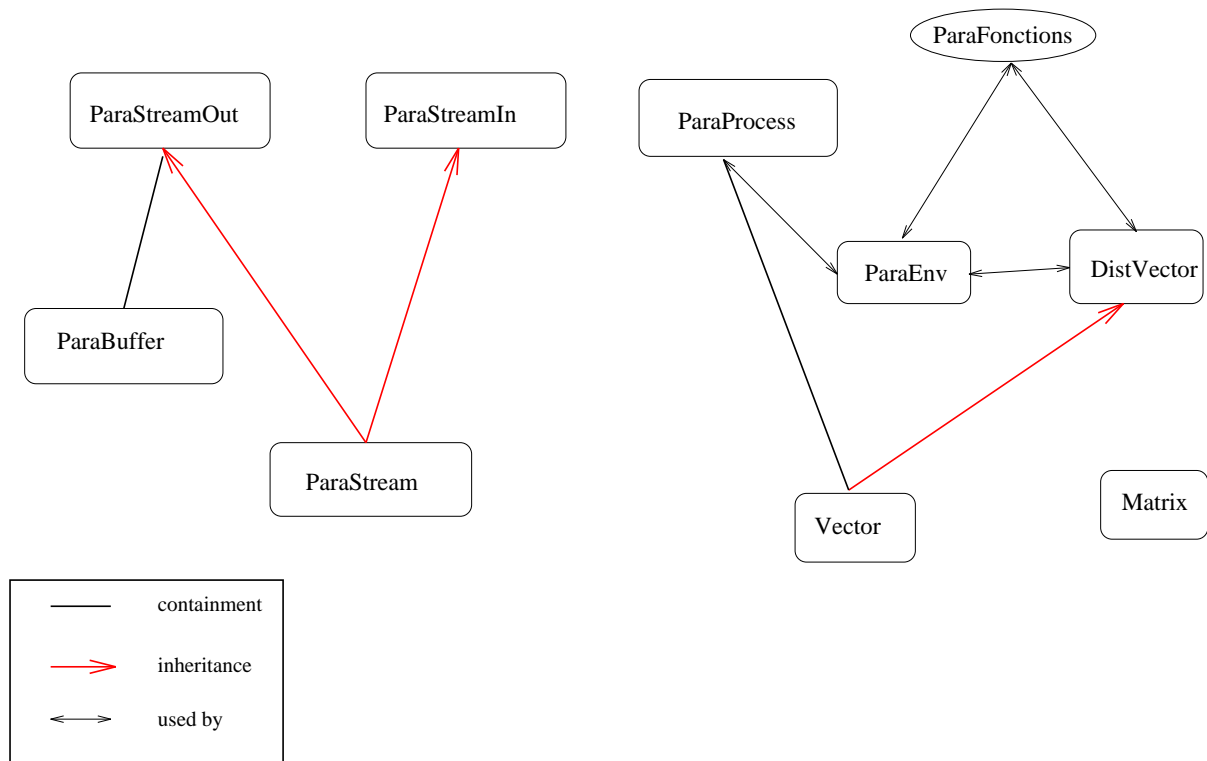 ParaFonctions
ParaStreamOut
ParaStreamIn
ParaProcess
ParaEnv
DistVector
ParaBuffer
ParaStream
Vector
Matrix
containment
inheritance
used by